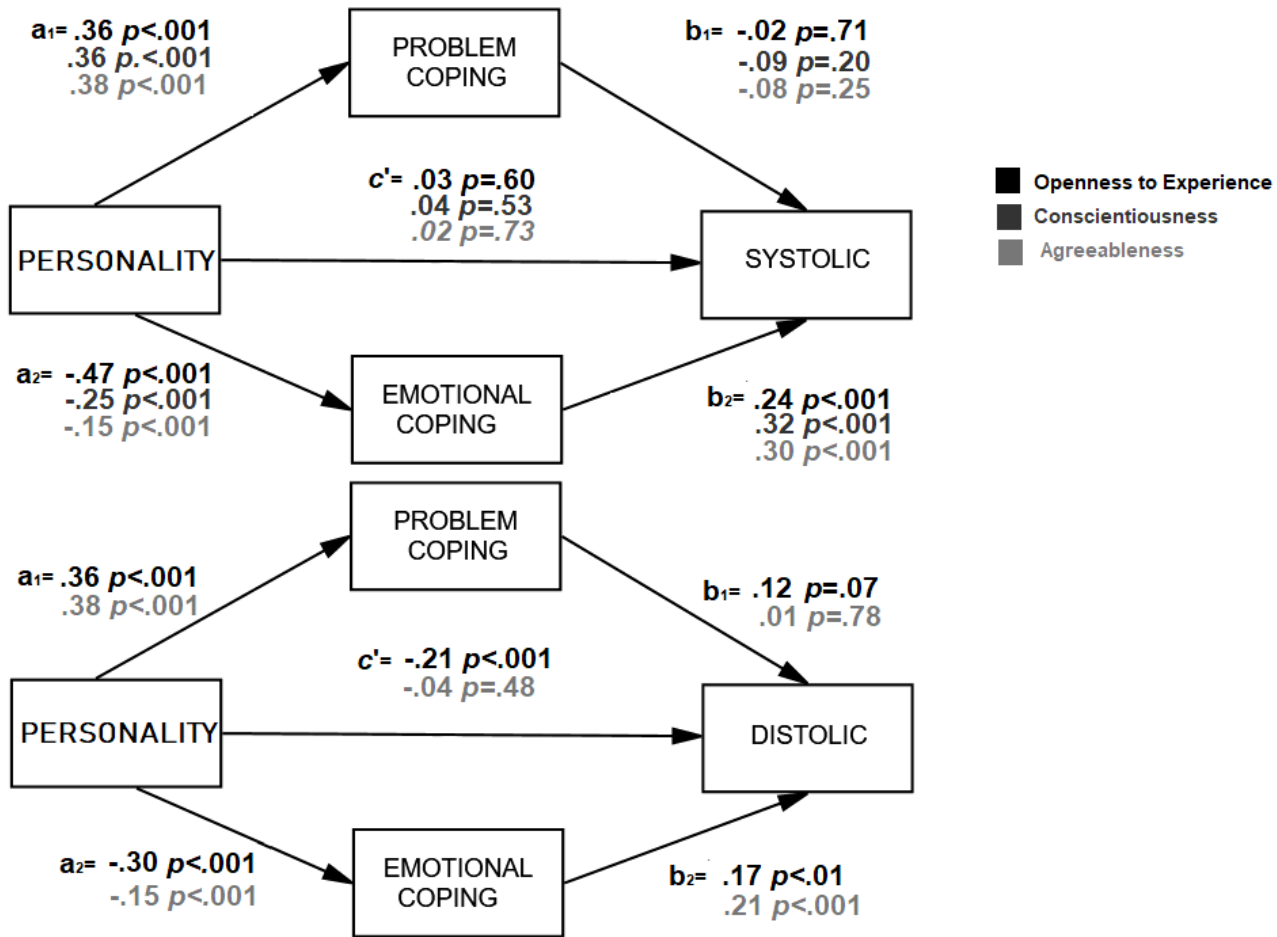 a1= .36 p<.001
.36 p.<.001
.38 p<.001
PROBLEM
COPING
b1= -.02 p=.71
-.09 p=.20
-.08 p=.25
c'= .03 p=.60
.04 p=.53
.02 p=.73
Openness to Experience
Conscientiousness
Agreeableness
PERSONALITY
SYSTOLIC
a2= -.47 p<.001
-.25 p<.001
-.15 p<.001
EMOTIONAL
COPING
b2= .24 p<.001
.32 p<.001
.30 p<.001
PROBLEM
COPING
a1= .36 p<.001
.38 p<.001
b1= .12 p=.07
.01 p=.78
c'= -.21 p<.001
-.04 p=.48
PERSONALITY
DISTOLIC
a2= -.30 p<.001
-.15 p<.001
EMOTIONAL
COPING
b2= .17 p<.01
.21 p<.001